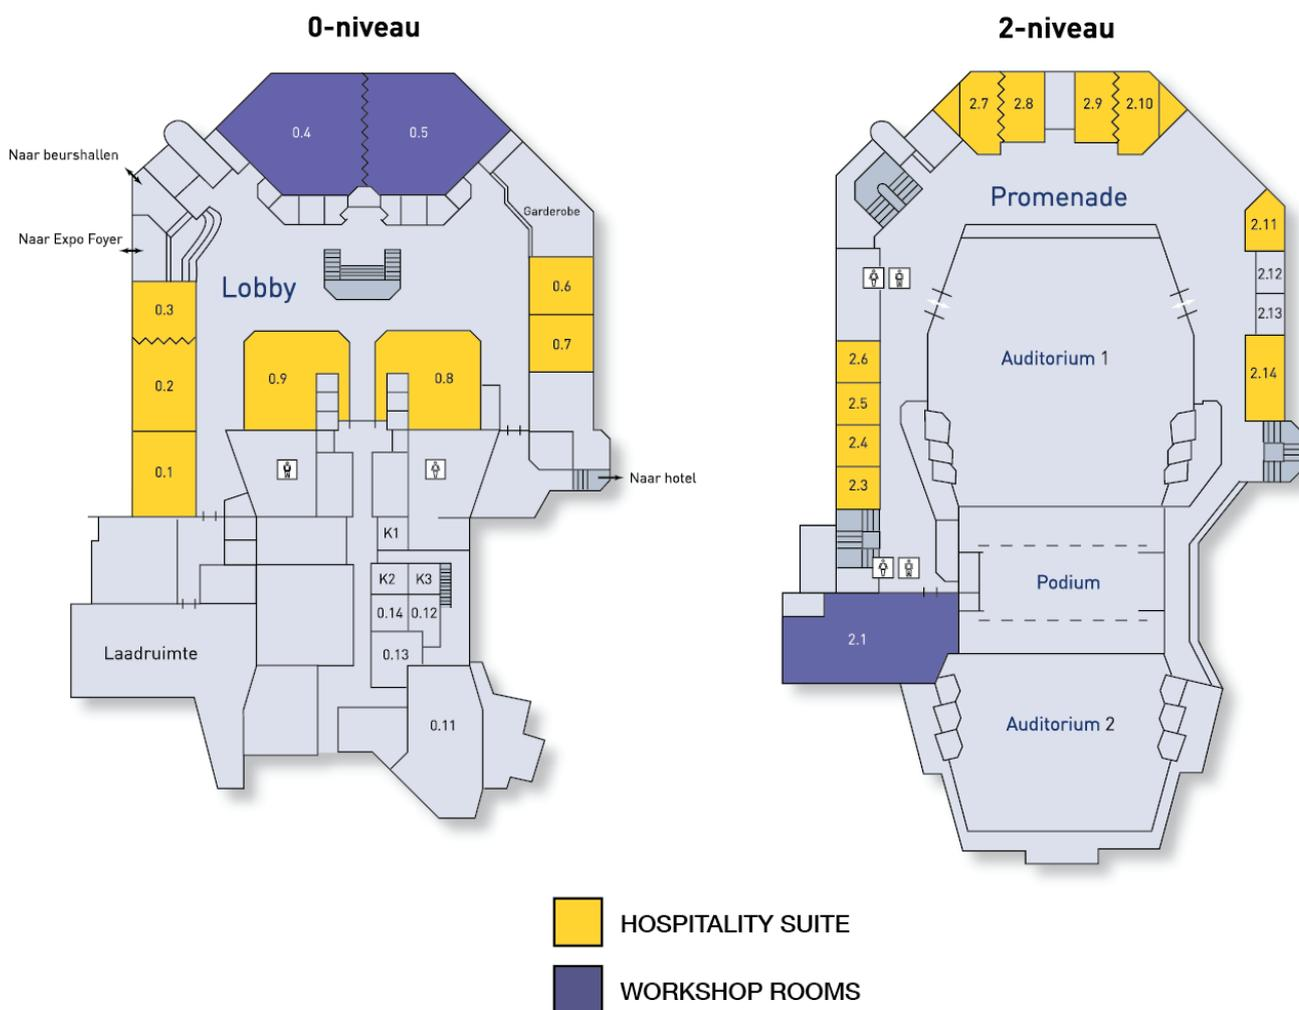 0-niveau
0.4
0.5
Naar beurshallen
Garderobe
Naar Expo Foyer
Lobby
0.3
0.6
0.7
0.2
0.9
0.8
0.1
Naar hotel
K1
K2
K3
0.14
0.12
0.13
Laadruimte
0.11
2-niveau
2.7
2.8
2.9
2.10
Promenade
2.11
2.12
2.13
2.6
Auditorium 1
2.14
2.5
2.4
2.3
Podium
2.1
Auditorium 2
HOSPITALITY SUITE
WORKSHOP ROOMS